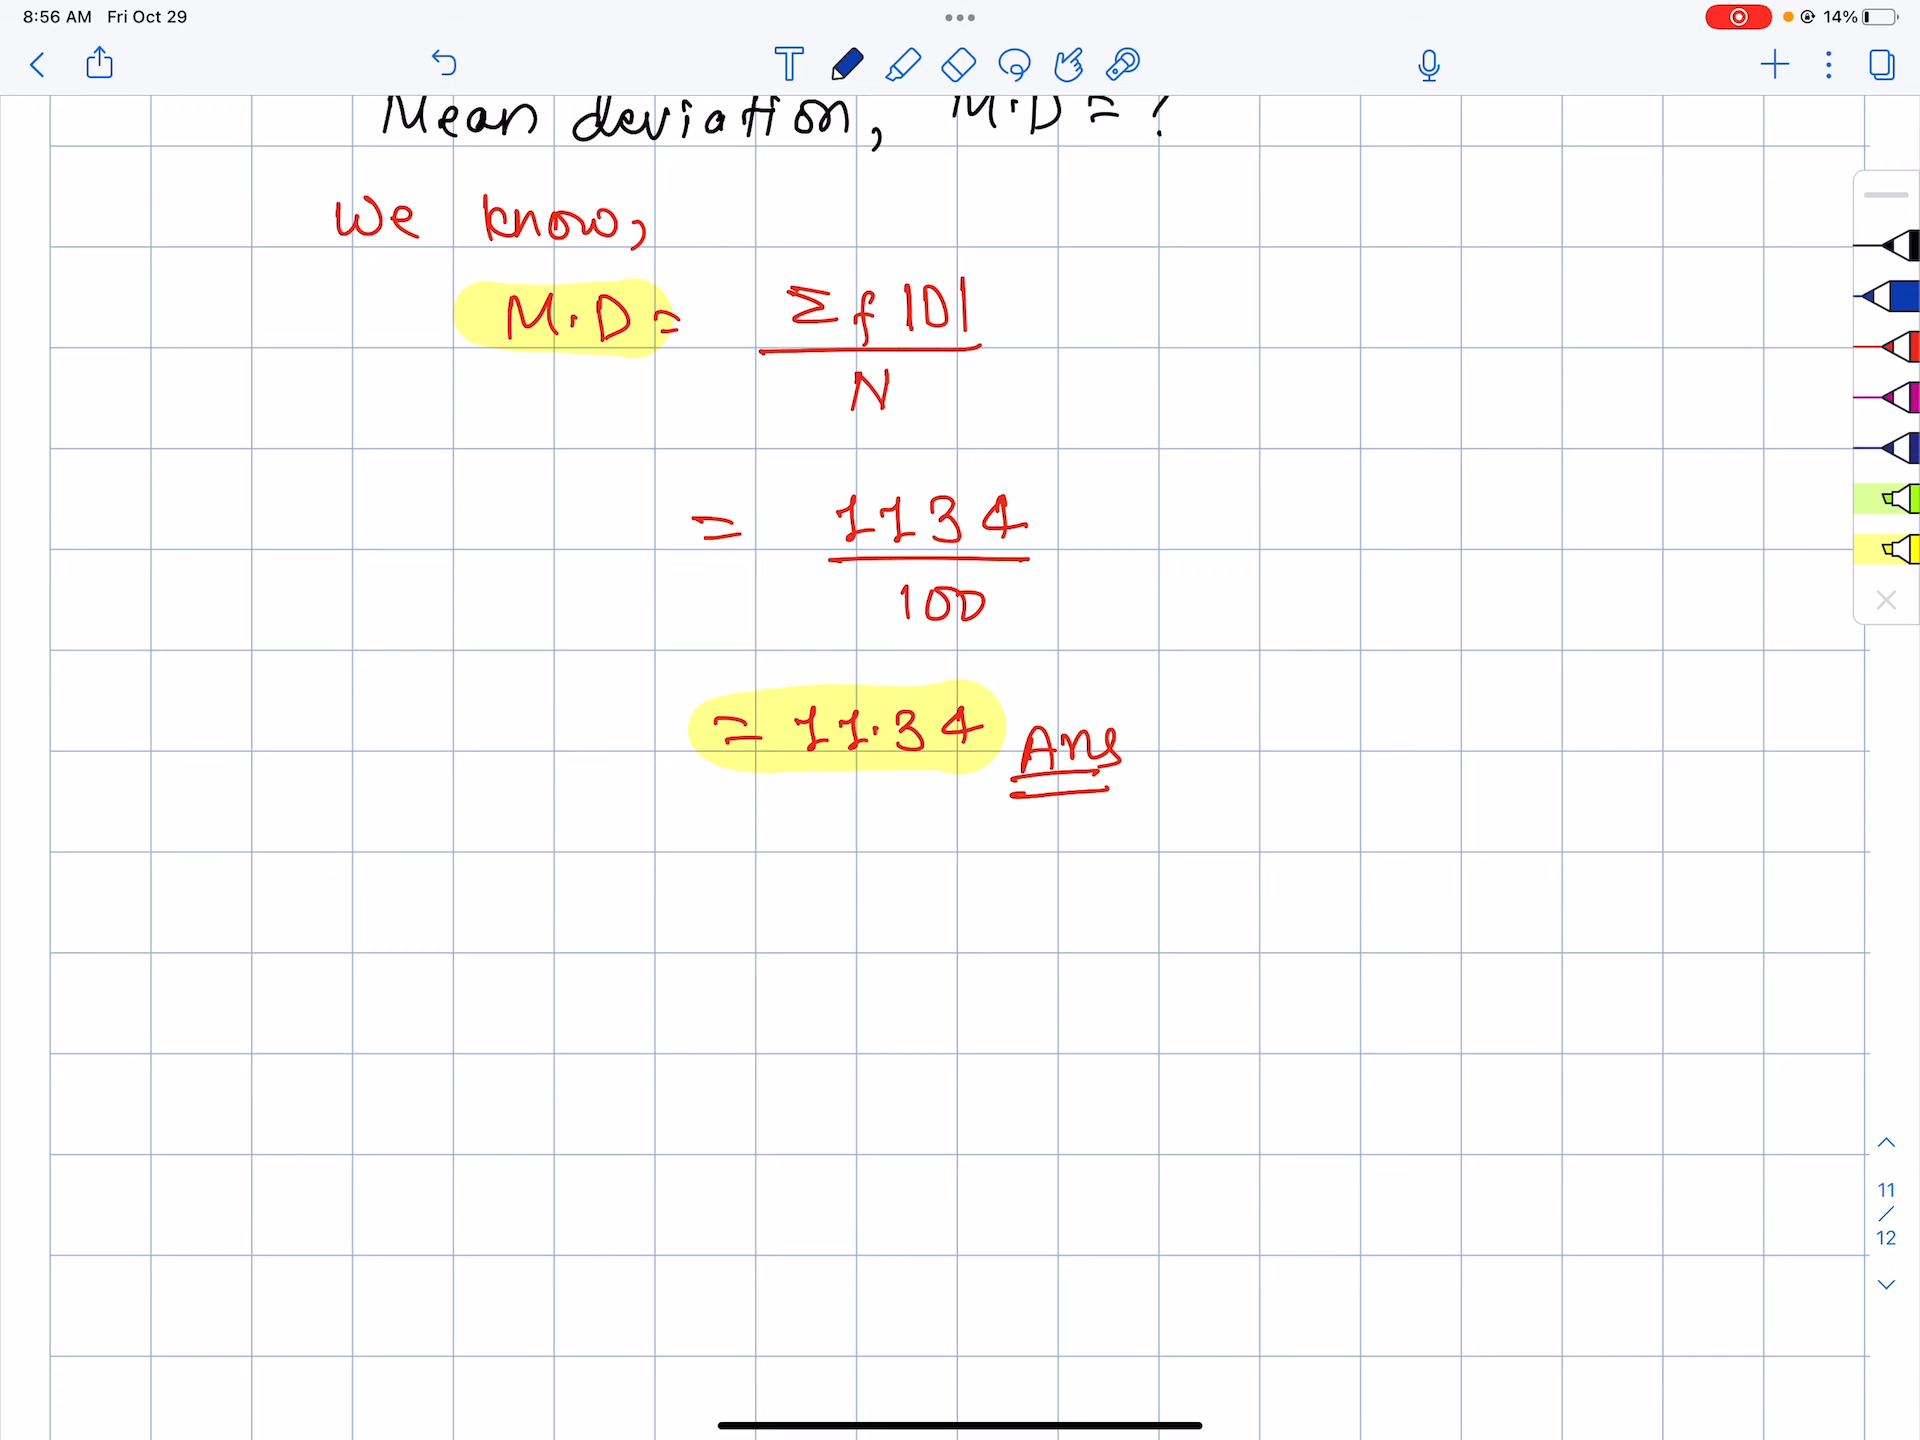 8:56 AM Fri Oct 29
14%
T
Mean deviation, M.D = ?
We know,
M.D = Σf|D|
N
= 1134
100
= 11.34 Ans
11
/
12